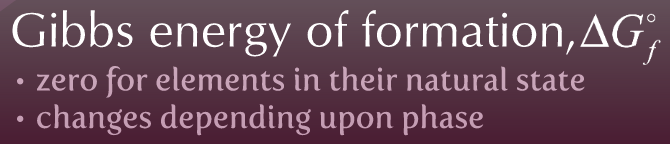 Gibbs energy of formation, ΔG°f
• zero for elements in their natural state
• changes depending upon phase